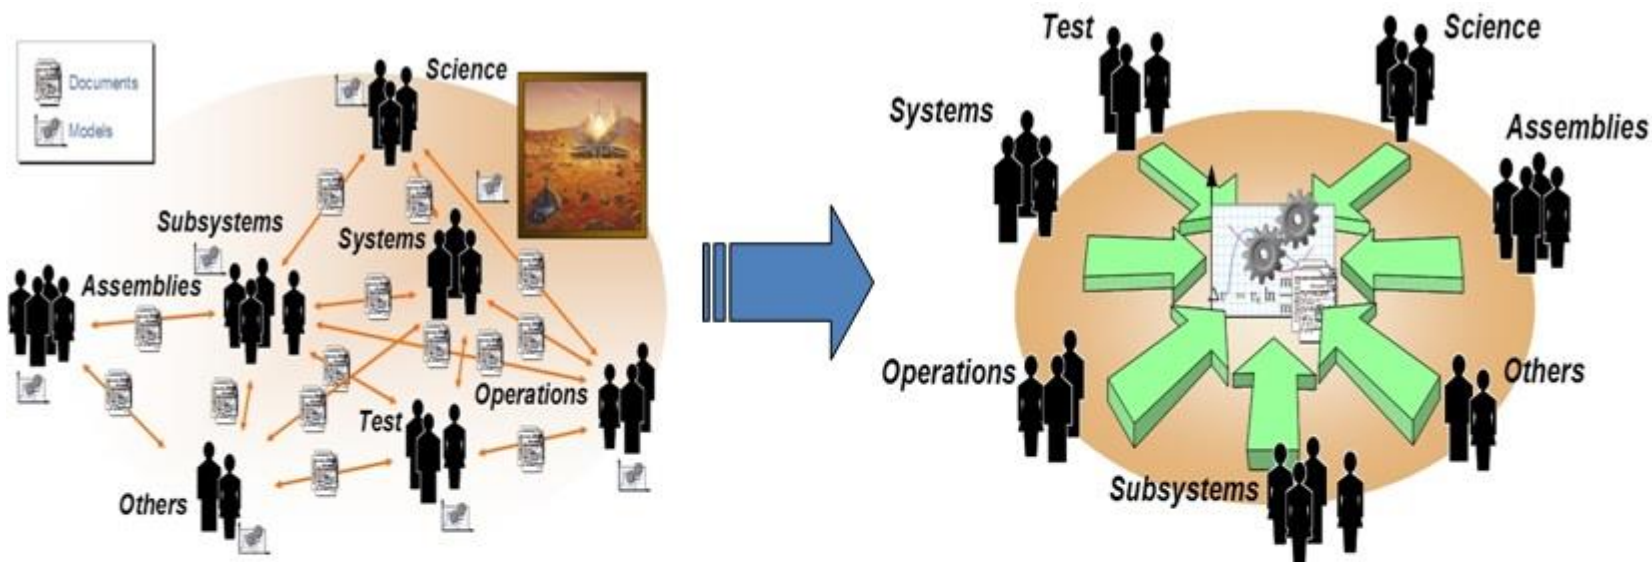 Documents
Models
Science
Subsystems
Systems
Assemblies
Operations
Test
Others
Test
Science
Systems
Assemblies
Operations
Others
Subsystems